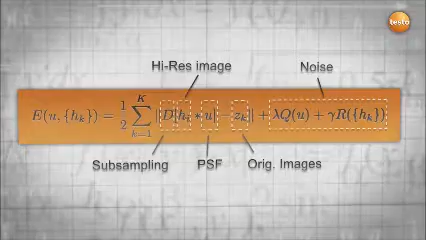 testo
Hi-Res image
Noise
E(u, {h_k}) = 1/2 K∑k=1 ||D[h_k * u] − z_k|| + λQ(u) + γR({h_k})
Subsampling
PSF
Orig. Images